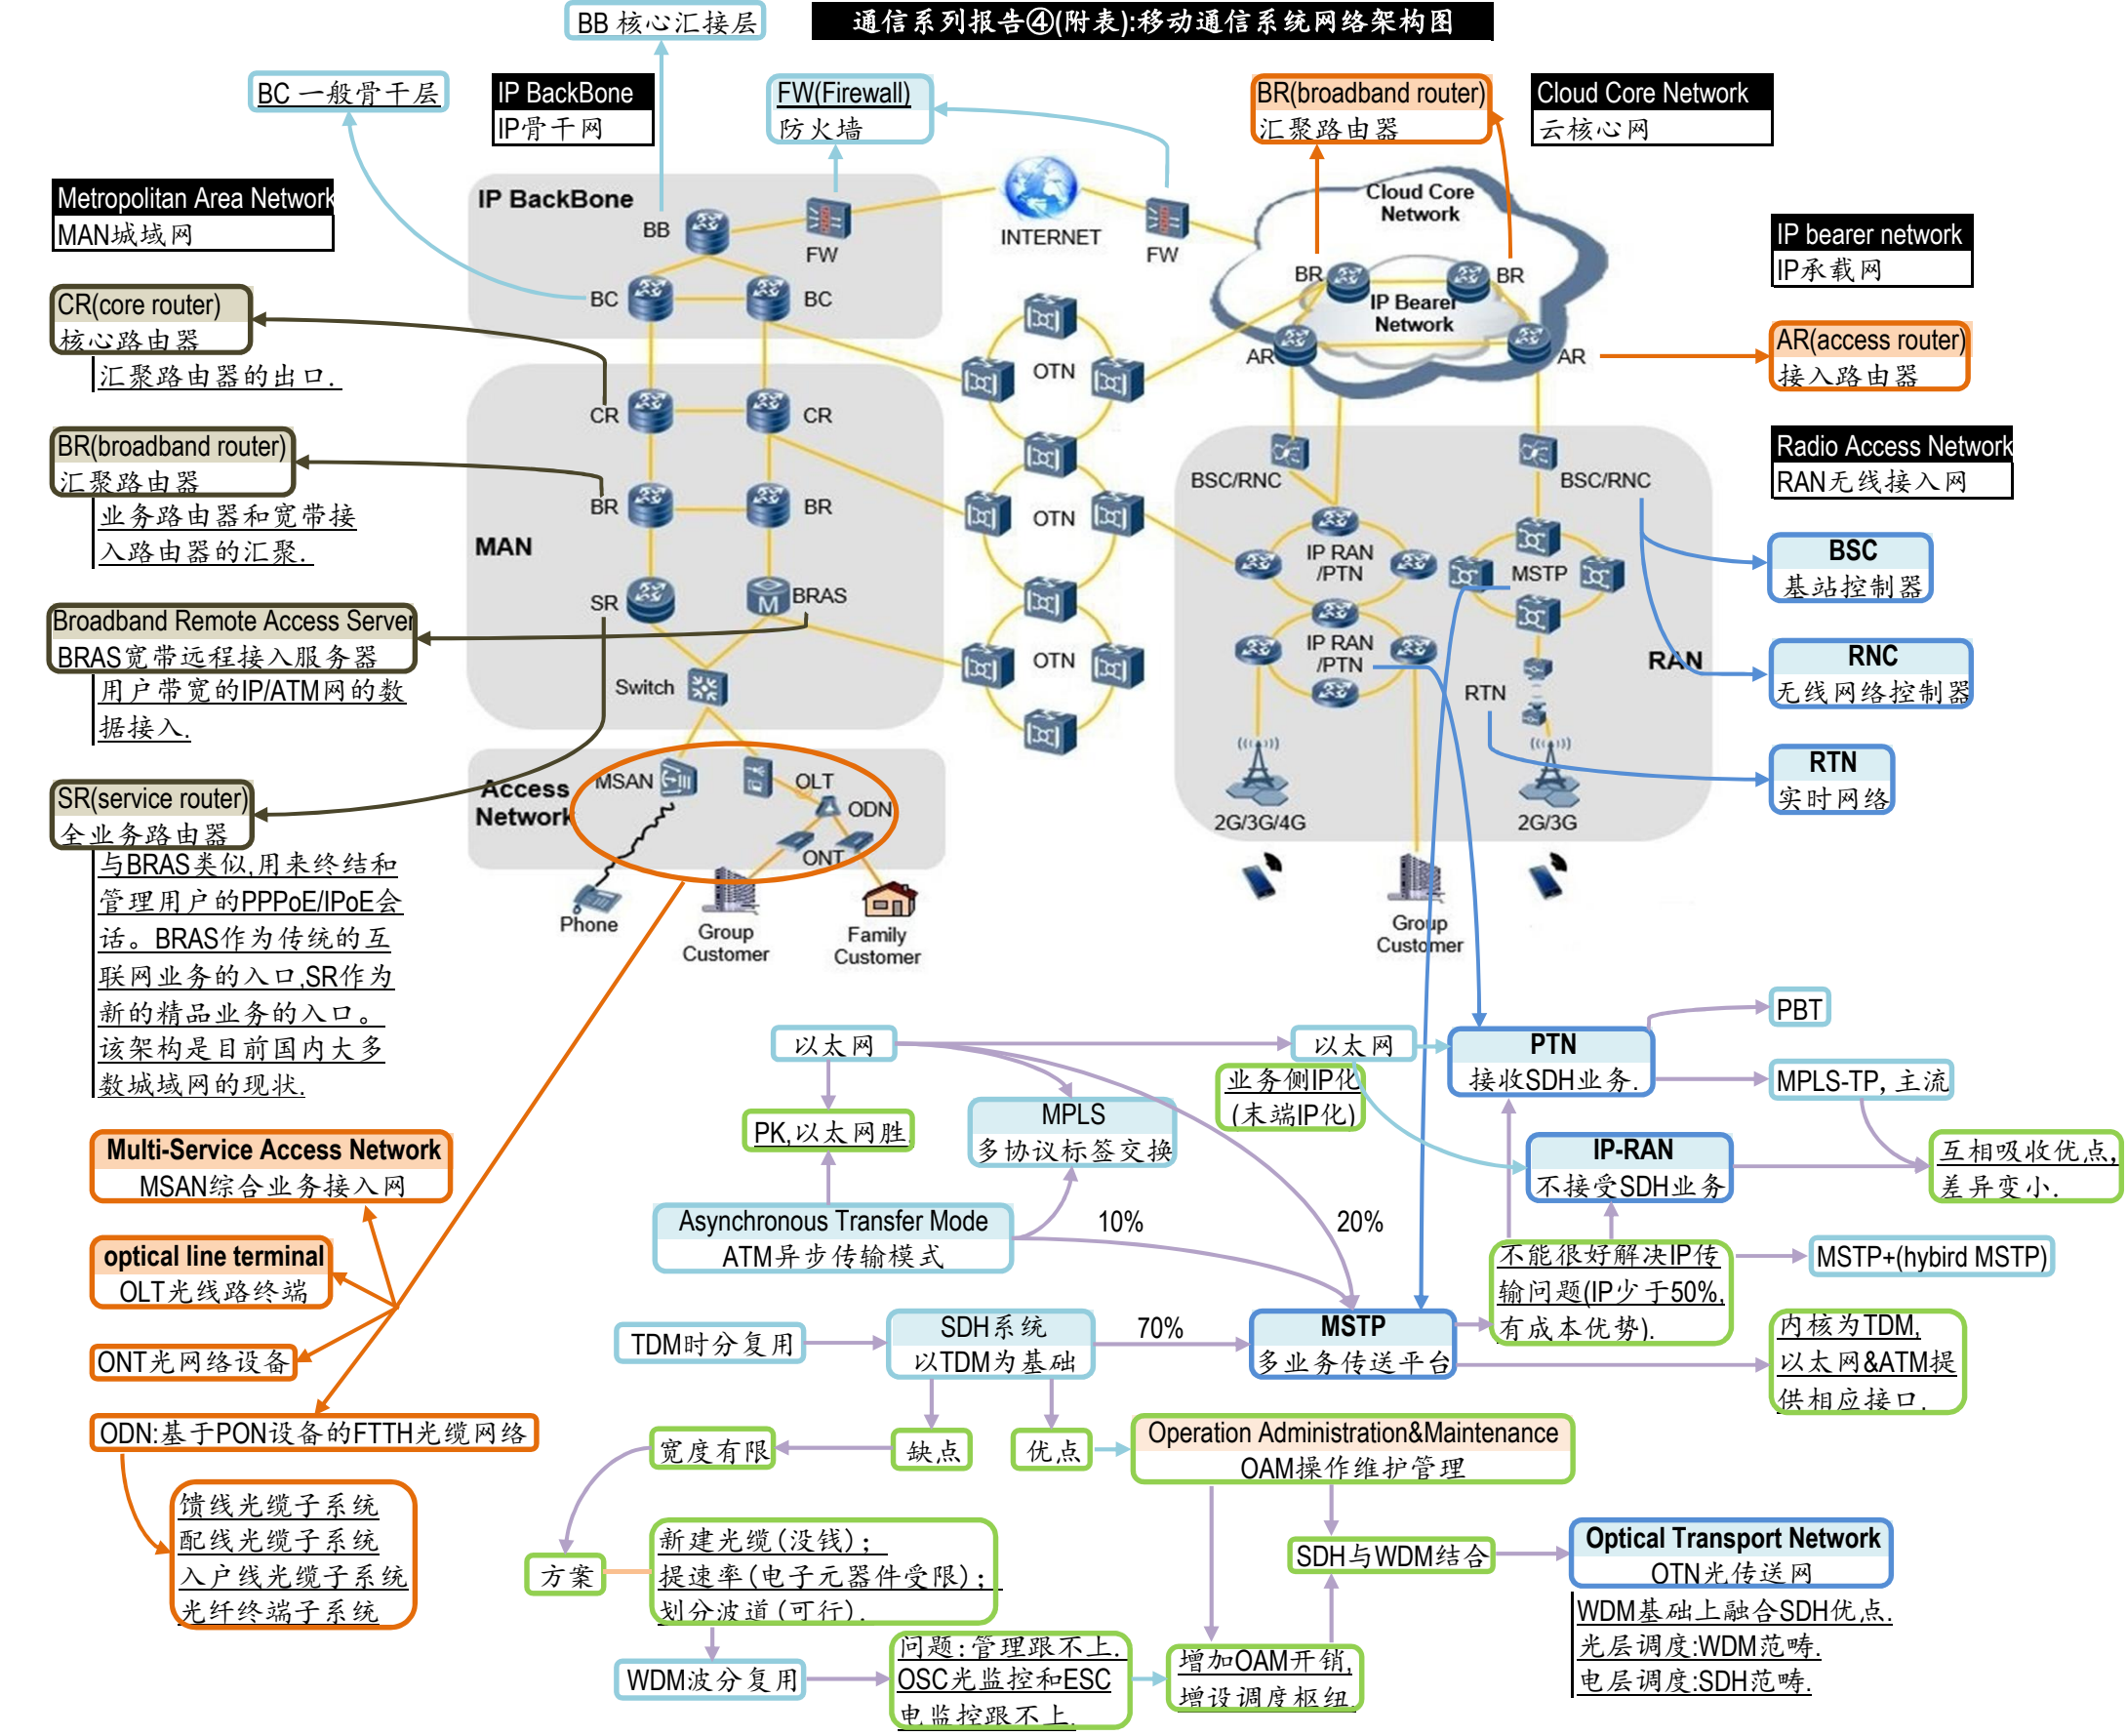 通信系列报告④(附表):移动通信系统网络架构图
BB 核心汇接层
BC 一般骨干层
IP BackBone
IP骨干网
FW(Firewall)
防火墙
BR(broadband router)
汇聚路由器
Cloud Core Network
云核心网
Metropolitan Area Network
MAN城域网
IP bearer network
IP承载网
CR(core router)
核心路由器
汇聚路由器的出口.
AR(access router)
接入路由器
BR(broadband router)
汇聚路由器
业务路由器和宽带接
入路由器的汇聚.
Radio Access Network
RAN无线接入网
Broadband Remote Access Server
BRAS宽带远程接入服务器
用户带宽的IP/ATM网的数
据接入.
BSC
基站控制器
RNC
无线网络控制器
RTN
实时网络
SR(service router)
全业务路由器
与BRAS类似,用来终结和
管理用户的PPPoE/IPoE会
话。BRAS作为传统的互
联网业务的入口,SR作为
新的精品业务的入口。
该架构是目前国内大多
数城域网的现状.
IP BackBone
BB
FW
BC
BC
INTERNET
FW
Cloud Core
Network
BR
BR
IP Bearer
Network
AR
AR
OTN
MAN
CR
CR
BR
BR
SR
BRAS
Switch
OTN
OTN
BSC/RNC
BSC/RNC
IP RAN
/PTN
MSTP
IP RAN
/PTN
RAN
RTN
2G/3G/4G
2G/3G
Access
Network
MSAN
OLT
ODN
ONT
Phone
Group
Customer
Family
Customer
Group
Customer
Multi-Service Access Network
MSAN综合业务接入网
optical line terminal
OLT光线路终端
ONT光网络设备
ODN:基于PON设备的FTTH光缆网络
馈线光缆子系统
配线光缆子系统
入户线光缆子系统
光纤终端子系统
以太网
以太网
业务侧IP化
(末端IP化)
PTN
接收SDH业务.
PBT
MPLS-TP, 主流
PK,以太网胜
MPLS
多协议标签交换
IP-RAN
不接受SDH业务
互相吸收优点,
差异变小.
Asynchronous Transfer Mode
ATM异步传输模式
10%
20%
不能很好解决IP传
输问题(IP少于50%,
有成本优势).
MSTP+(hybird MSTP)
TDM时分复用
SDH系统
以TDM为基础
70%
MSTP
多业务传送平台
内核为TDM,
以太网&ATM提
供相应接口.
宽度有限
缺点
优点
Operation Administration&Maintenance
OAM操作维护管理
方案
新建光缆(没钱);
提速率(电子元器件受限);
划分波道(可行).
SDH与WDM结合
Optical Transport Network
OTN光传送网
WDM基础上融合SDH优点.
光层调度:WDM范畴.
电层调度:SDH范畴.
WDM波分复用
问题:管理跟不上.
OSC光监控和ESC
电监控跟不上.
增加OAM开销,
增设调度枢纽.